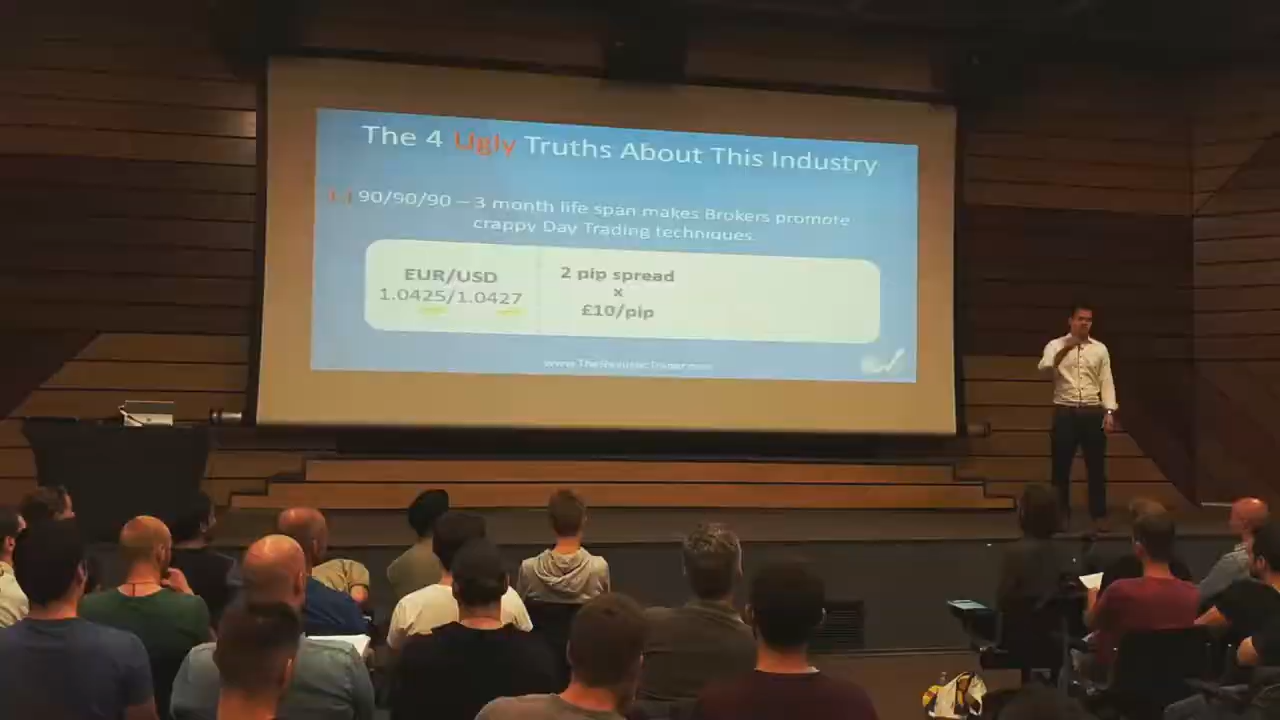 The 4 Ugly Truths About This Industry
1.) 90/90/90 – 3 month life span makes Brokers promote
crappy Day Trading techniques.
EUR/USD
1.0425/1.0427
2 pip spread
x
£10/pip